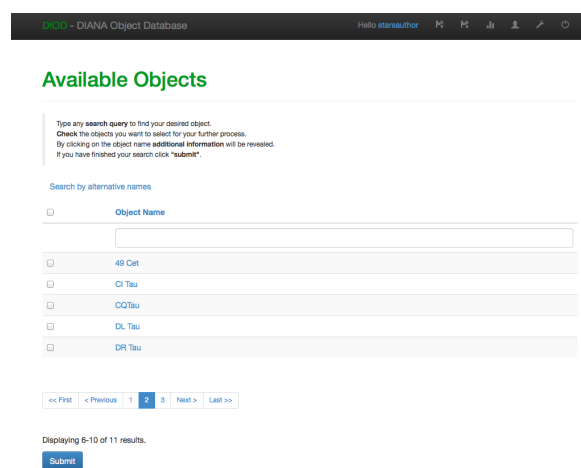 DIOD - DIANA Object Database Hello starsauthor
Available Objects
Type any search query to find your desired object.
Check the objects you want to select for your further process.
By clicking on the object name additional information will be revealed.
If you have finished your search click "submit".
Search by alternative names
Object Name
49 Cet
CI Tau
CQTau
DL Tau
DR Tau
<< First < Previous 1 2 3 Next > Last >>
Displaying 6-10 of 11 results.
Submit